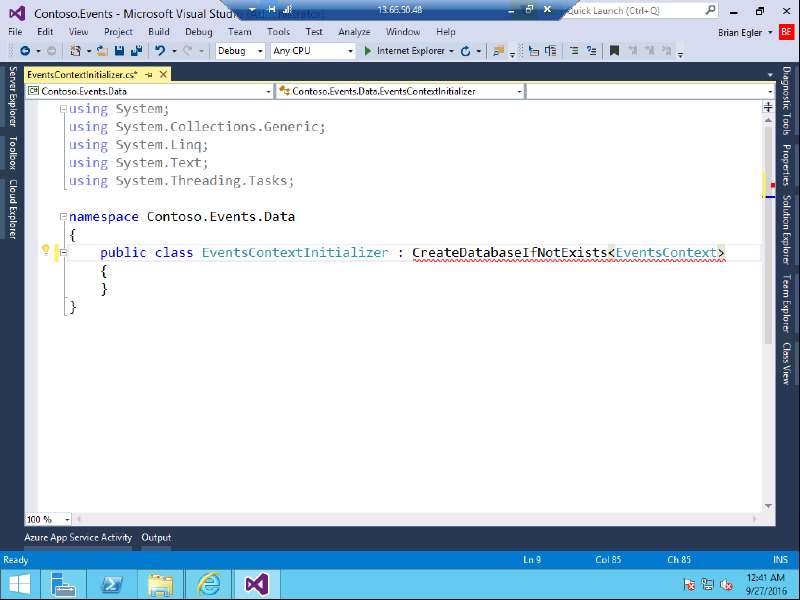 Contoso.Events - Microsoft Visual Stud
13.66.50.48
Quick Launch (Ctrl+Q)
File Edit View Project Build Debug Team Tools Test Analyze Window Help
Brian Egler BE
Debug Any CPU Internet Explorer
EventsContextInitializer.cs*
Contoso.Events.Data Contoso.Events.Data.EventsContextInitializer
Server Explorer
Toolbox
Cloud Explorer
using System;
using System.Collections.Generic;
using System.Linq;
using System.Text;
using System.Threading.Tasks;
namespace Contoso.Events.Data
{
public class EventsContextInitializer : CreateDatabaseIfNotExists<EventsContext>
{
}
}
Diagnostic Tools
Properties
Solution Explorer
Team Explorer
Class View
100 %
Azure App Service Activity Output
Ready Ln 9 Col 85 Ch 85 INS
12:41 AM
9/27/2016